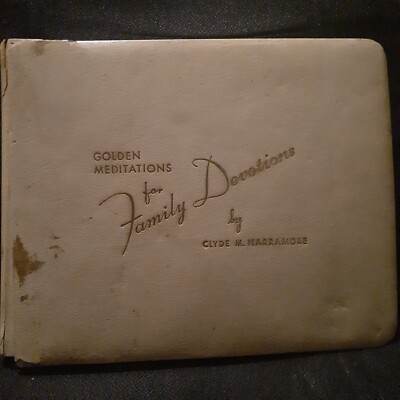 GOLDEN
MEDITATIONS
for
Family Devotions
by
CLYDE M. NARRAMORE